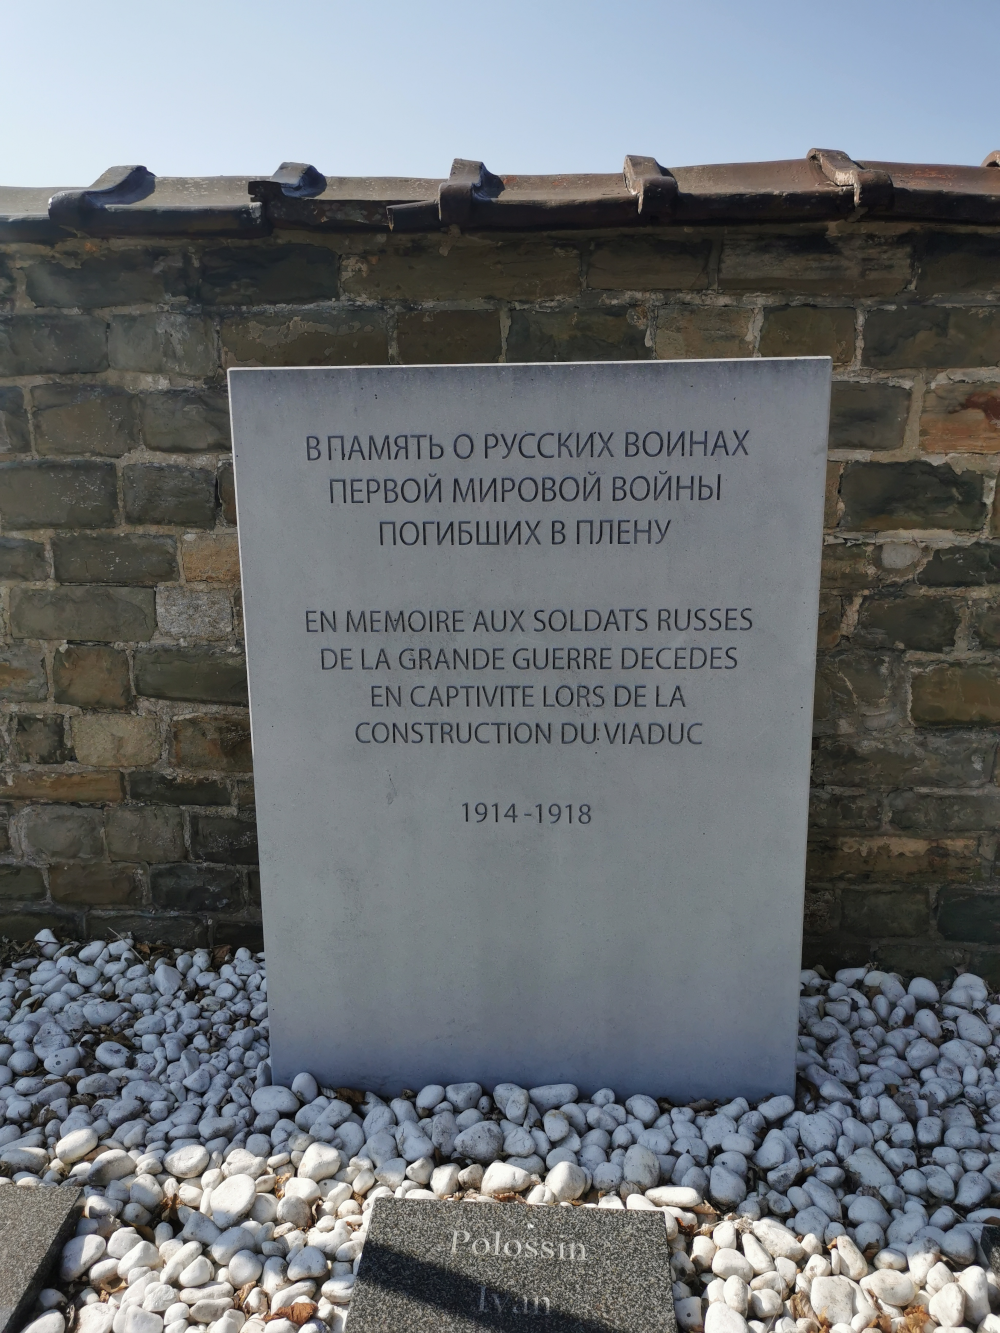 В ПАМЯТЬ О РУССКИХ ВОИНАХ
ПЕРВОЙ МИРОВОЙ ВОЙНЫ
ПОГИБШИХ В ПЛЕНУ
EN MEMOIRE AUX SOLDATS RUSSES
DE LA GRANDE GUERRE DECEDES
EN CAPTIVITE LORS DE LA
CONSTRUCTION DU VIADUC
1914-1918
Polossin
Ivan